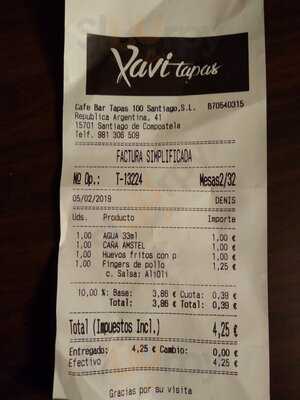 Xavi tapas
Cafe Bar Tapas 100 Santiago,S.L. B70540315
Republica Argentina, 41
15701 Santiago de Compostela
Telf. 981 306 509
FACTURA SIMPLIFICADA
Nº Op.: T-13224 Mesas2/32
05/02/2019 DENIS
Uds. Producto Importe
1,00 AGUA 33ml 1,00 €
1,00 CAÑA AMSTEL 1,00 €
1,00 Huevos fritos con p 1,00 €
1,00 Fingers de pollo 1,25 €
c. Salsa: AliOli
10,00 %: Base: 3,86 € Cuota: 0,39 €
Total: 3,86 € Total: 0,39 €
Total (Impuestos Incl.) 4,25 €
Entregado: 4,25 € Cambio: 0,00 €
Efectivo 4,25 €
Gracias por su visita